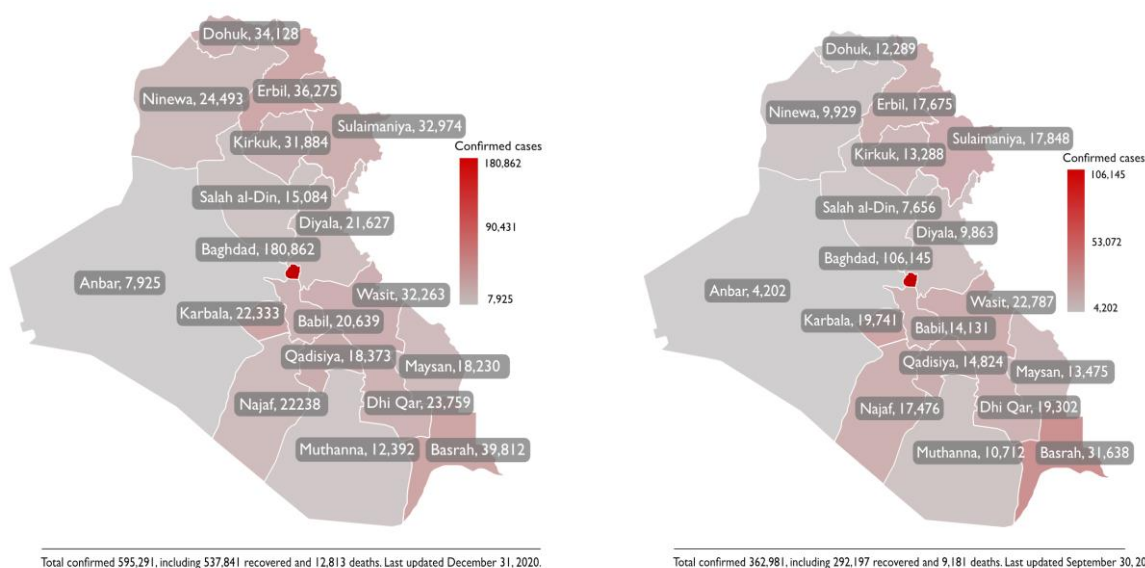 Dohuk, 34,128
Ninewa, 24,493
Erbil, 36,275
Sulaimaniya, 32,974
Kirkuk, 31,884
Confirmed cases
180,862
90,431
7,925
Salah al-Din, 15,084
Diyala, 21,627
Baghdad, 180,862
Anbar, 7,925
Wasit, 32,263
Karbala, 22,333
Babil, 20,639
Qadisiya, 18,373
Maysan,18,230
Najaf, 22238
Dhi Qar, 23,759
Muthanna, 12,392
Basrah, 39,812
Total confirmed 595,291, including 537,841 recovered and 12,813 deaths. Last updated December 31, 2020.
Dohuk, 12,289
Ninewa, 9,929
Erbil, 17,675
Sulaimaniya, 17,848
Kirkuk, 13,288
Confirmed cases
106,145
53,072
4,202
Salah al-Din, 7,656
Diyala, 9,863
Baghdad, 106,145
Anbar, 4,202
Wasit, 22,787
Karbala, 19,741
Babil,14,131
Qadisiya, 14,824
Maysan, 13,475
Najaf, 17,476
Dhi Qar, 19,302
Muthanna, 10,712
Basrah, 31,638
Total confirmed 362,981, including 292,197 recovered and 9,181 deaths. Last updated September 30, 20